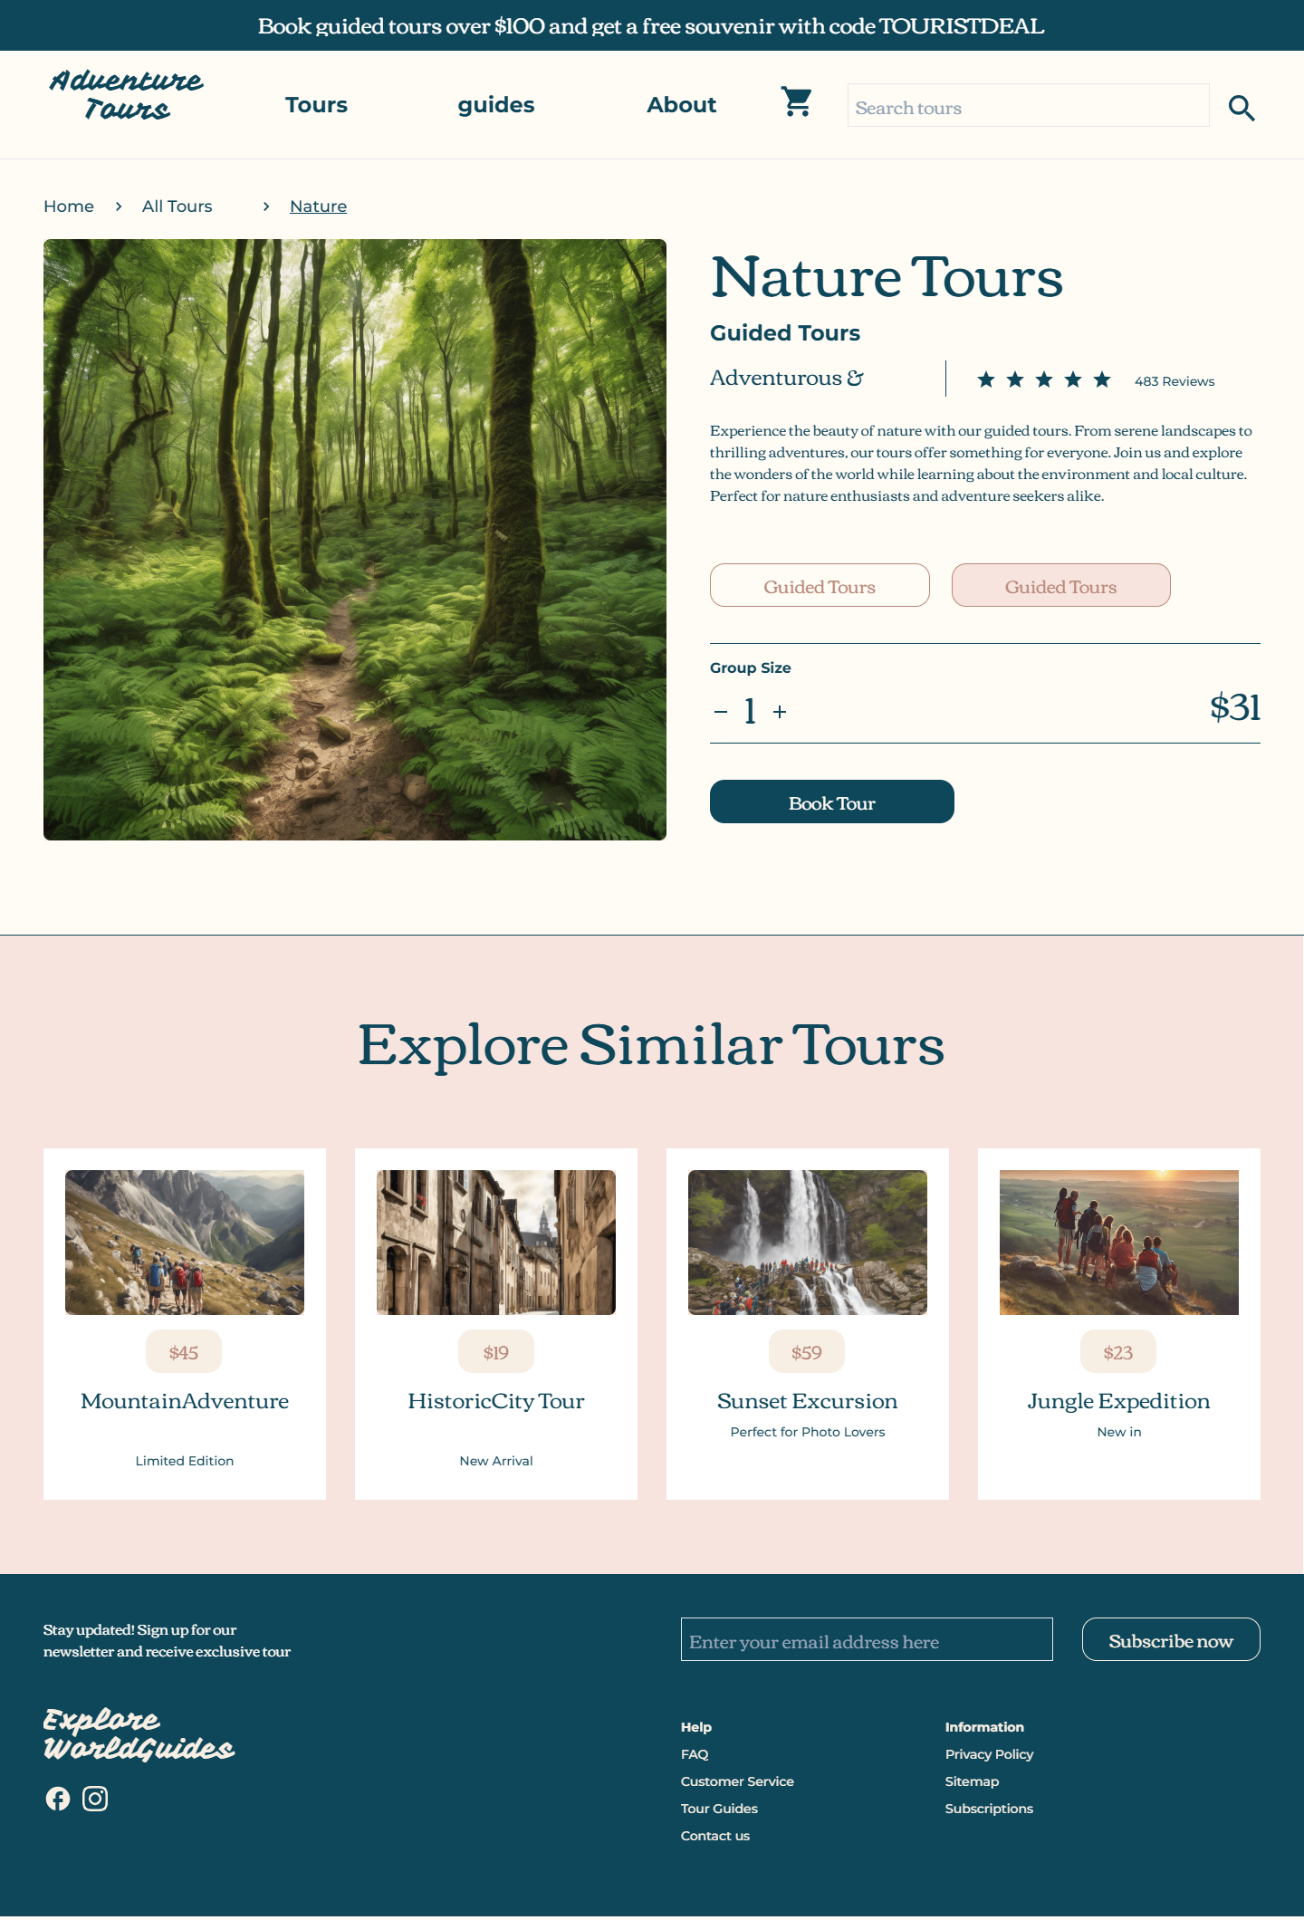 Book guided tours over $100 and get a free souvenir with code TOURISTDEAL
Adventure
Tours
Tours
guides
About
Search tours
Home
All Tours
Nature
Nature Tours
Guided Tours
Adventurous &
483 Reviews
Experience the beauty of nature with our guided tours. From serene landscapes to
thrilling adventures, our tours offer something for everyone. Join us and explore
the wonders of the world while learning about the environment and local culture.
Perfect for nature enthusiasts and adventure seekers alike.
Guided Tours
Guided Tours
Group Size
− 1 +
$31
Book Tour
Explore Similar Tours
$45
MountainAdventure
Limited Edition
$19
HistoricCity Tour
New Arrival
$59
Sunset Excursion
Perfect for Photo Lovers
$23
Jungle Expedition
New in
Stay updated! Sign up for our
newsletter and receive exclusive tour
Enter your email address here
Subscribe now
Explore
WorldGuides
Help
FAQ
Customer Service
Tour Guides
Contact us
Information
Privacy Policy
Sitemap
Subscriptions